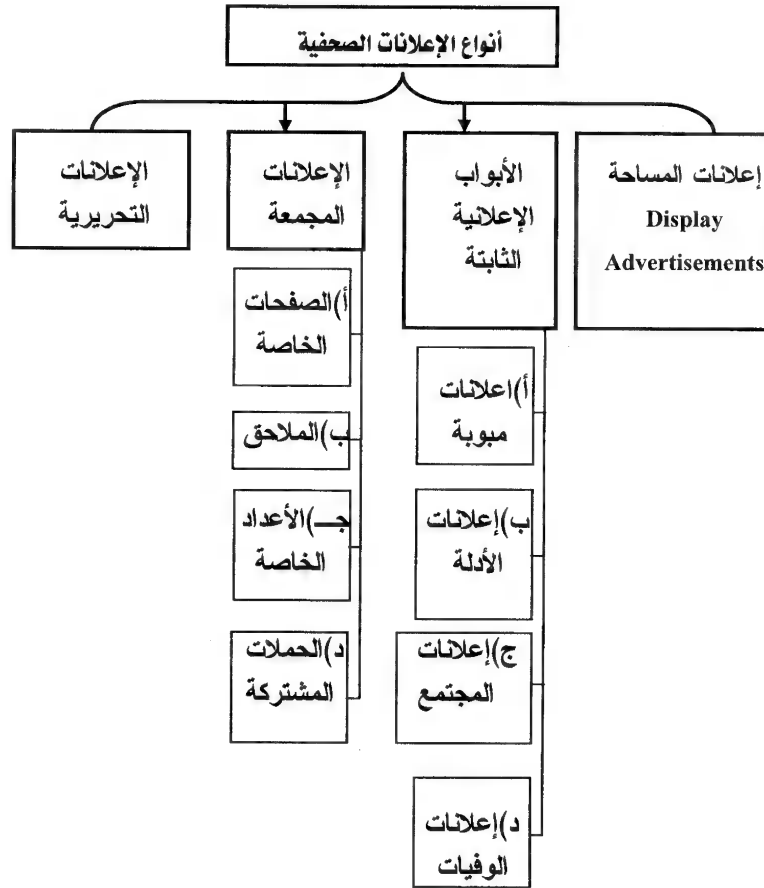 أنواع الإعلانات الصحفية
إعلانات المساحة
Display
Advertisements
الأبواب
الإعلانية
الثابتة
أ)اعلانات
مبوبة
ب)إعلانات
الأدلة
ج)إعلانات
المجتمع
د)إعلانات
الوفيات
الإعلانات
المجمعة
أ)الصفحات
الخاصة
ب)الملاحق
جـ)الأعداد
الخاصة
د)الحملات
المشتركة
الإعلانات
التحريرية